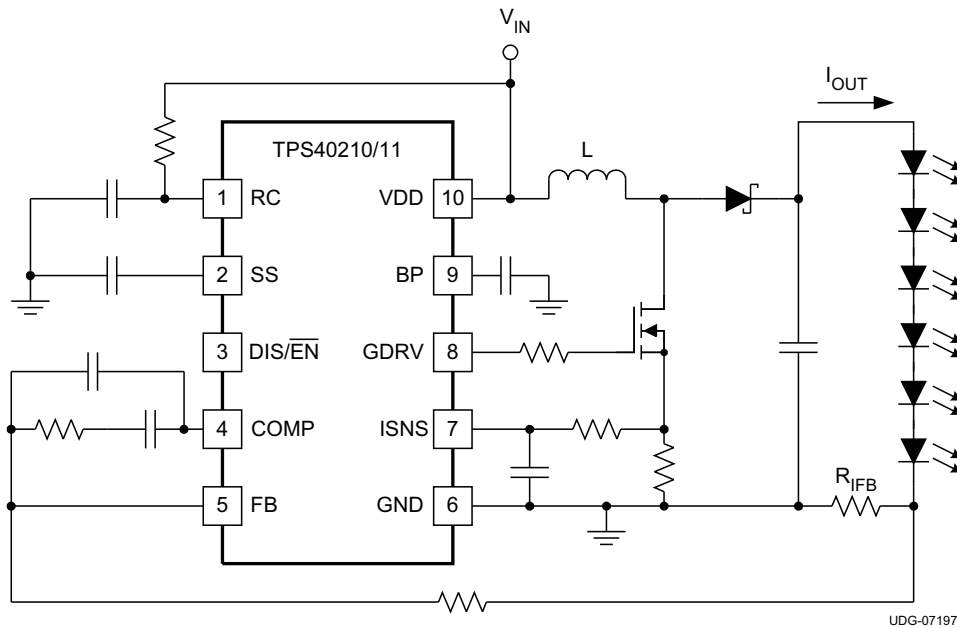 V_IN
I_OUT
TPS40210/11
L
1 RC VDD 10
2 SS BP 9
3 DIS/E̅N̅ GDRV 8
4 COMP ISNS 7
5 FB GND 6
R_IFB
UDG-07197